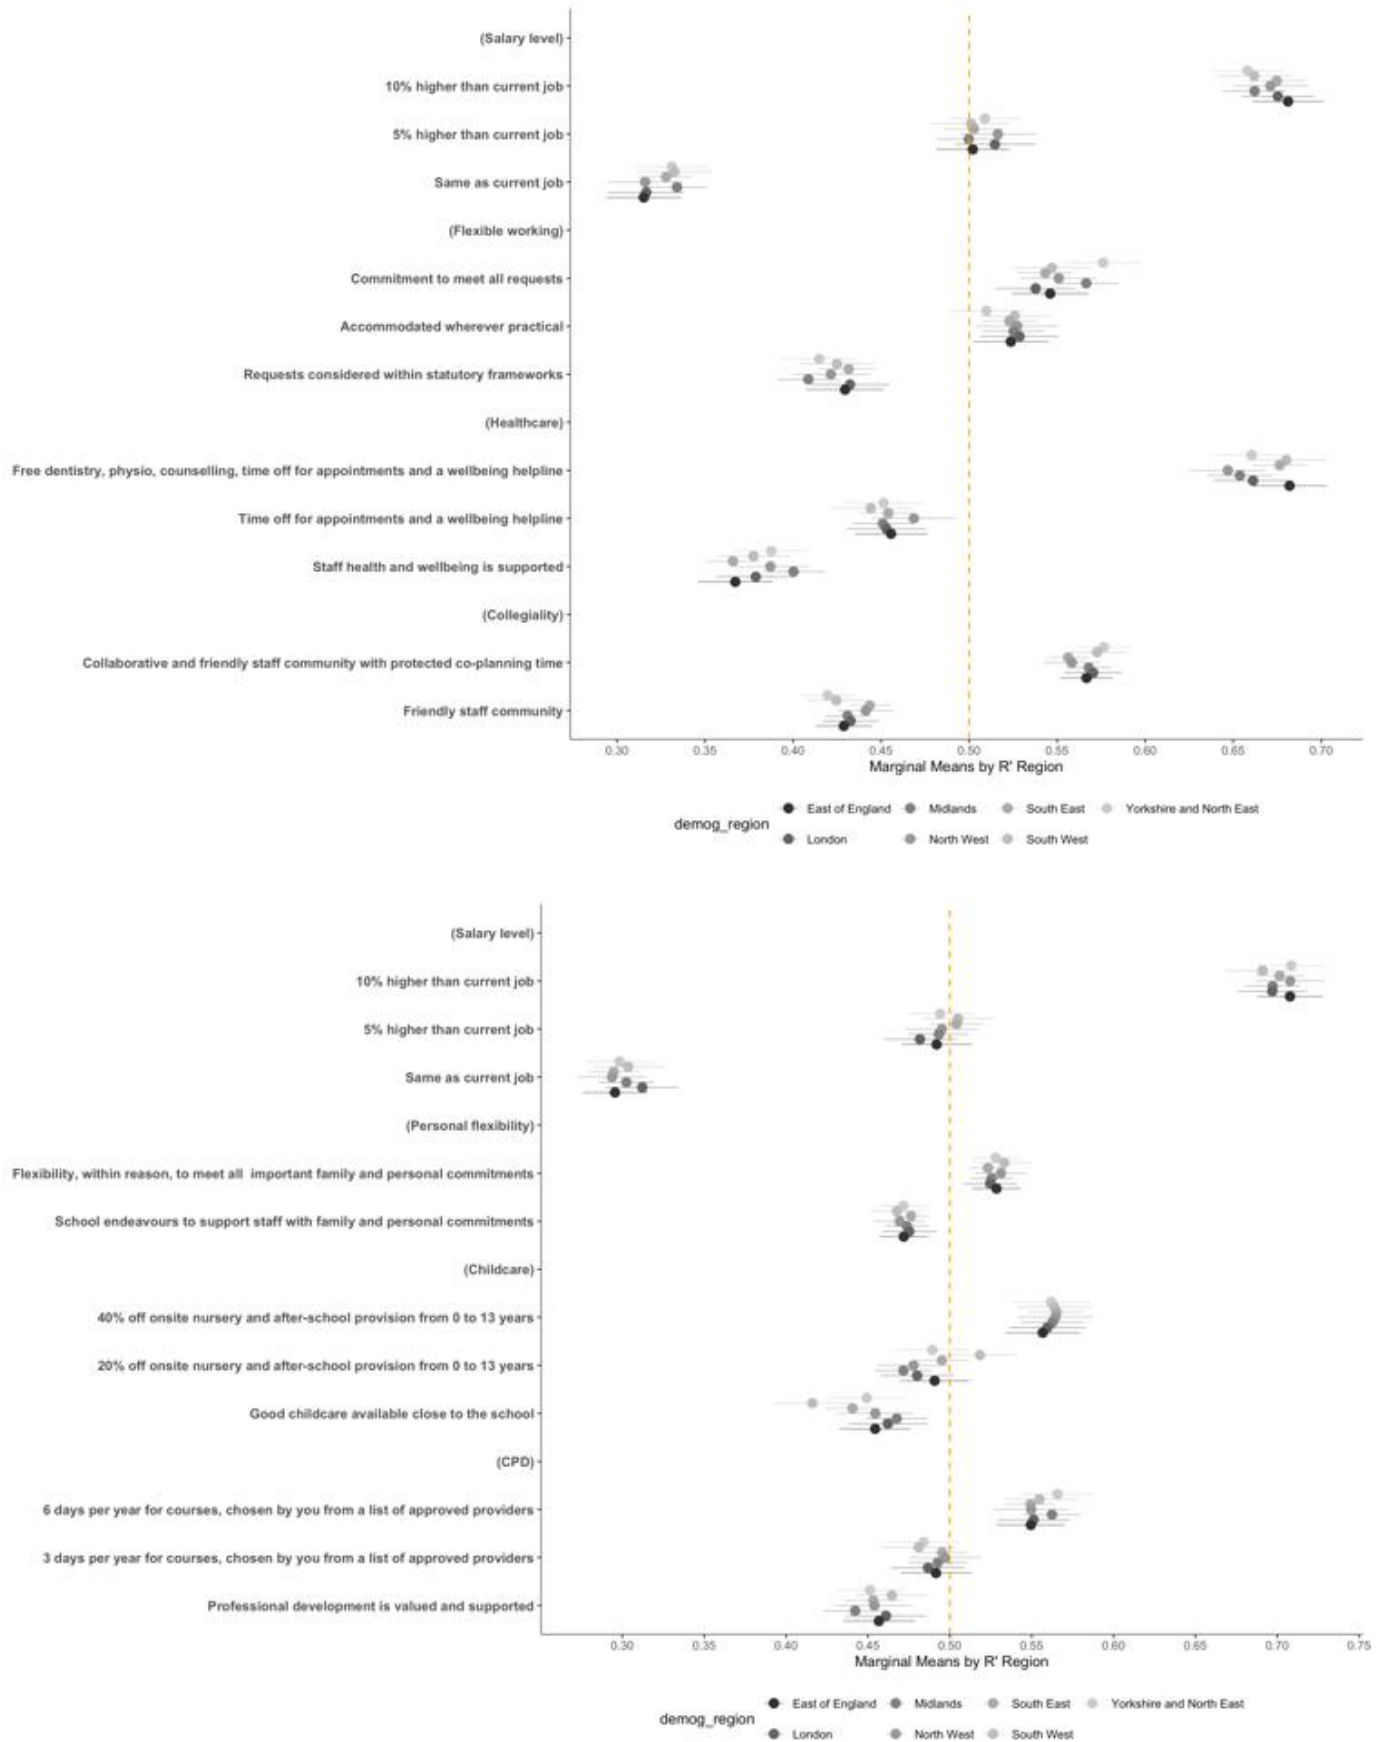 (Salary level)
10% higher than current job
5% higher than current job
Same as current job
(Flexible working)
Commitment to meet all requests
Accommodated wherever practical
Requests considered within statutory frameworks
(Healthcare)
Free dentistry, physio, counselling, time off for appointments and a wellbeing helpline
Time off for appointments and a wellbeing helpline
Staff health and wellbeing is supported
(Collegiality)
Collaborative and friendly staff community with protected co-planning time
Friendly staff community
0.30 0.35 0.40 0.45 0.50 0.55 0.60 0.65 0.70
Marginal Means by R' Region
demog_region
East of England Midlands South East Yorkshire and North East
London North West South West
(Salary level)
10% higher than current job
5% higher than current job
Same as current job
(Personal flexibility)
Flexibility, within reason, to meet all important family and personal commitments
School endeavours to support staff with family and personal commitments
(Childcare)
40% off onsite nursery and after-school provision from 0 to 13 years
20% off onsite nursery and after-school provision from 0 to 13 years
Good childcare available close to the school
(CPD)
6 days per year for courses, chosen by you from a list of approved providers
3 days per year for courses, chosen by you from a list of approved providers
Professional development is valued and supported
0.30 0.35 0.40 0.45 0.50 0.55 0.60 0.65 0.70 0.75
Marginal Means by R' Region
demog_region
East of England Midlands South East Yorkshire and North East
London North West South West